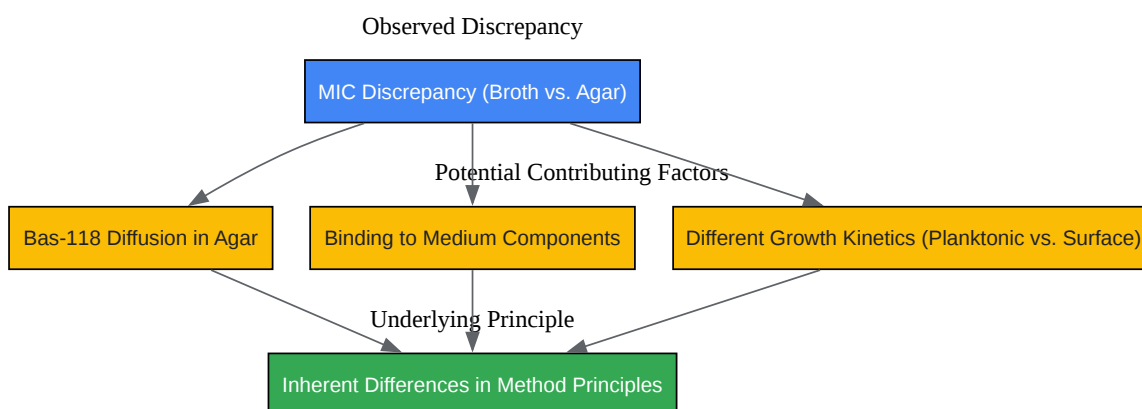 Observed Discrepancy
MIC Discrepancy (Broth vs. Agar)
Potential Contributing Factors
Bas-118 Diffusion in Agar
Binding to Medium Components
Different Growth Kinetics (Planktonic vs. Surface)
Underlying Principle
Inherent Differences in Method Principles